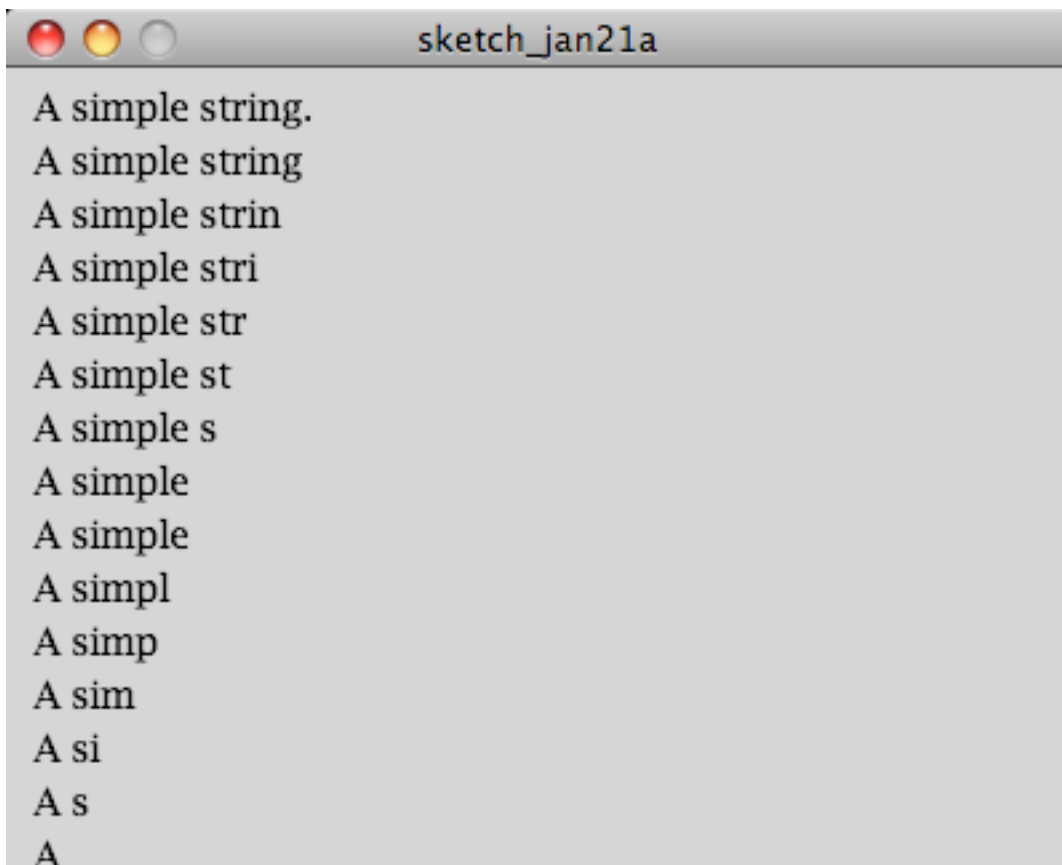 sketch_jan21a
A simple string.
A simple string
A simple strin
A simple stri
A simple str
A simple st
A simple s
A simple
A simple
A simpl
A simp
A sim
A si
A s
A